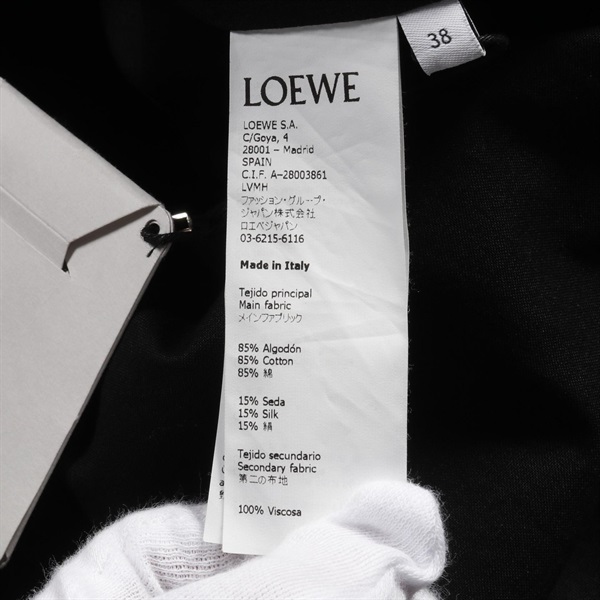 38
LOEWE
LOEWE S.A.
C/Goya, 4
28001 – Madrid
SPAIN
C.I.F. A–28003861
LVMH
ファッション・グループ・
ジャパン株式会社
ロエベジャパン
03-6215-6116
Made in Italy
Tejido principal
Main fabric
メインファブリック
85% Algodón
85% Cotton
85% 綿
15% Seda
15% Silk
15% 絹
Tejido secundario
Secondary fabric
第二の布地
100% Viscosa